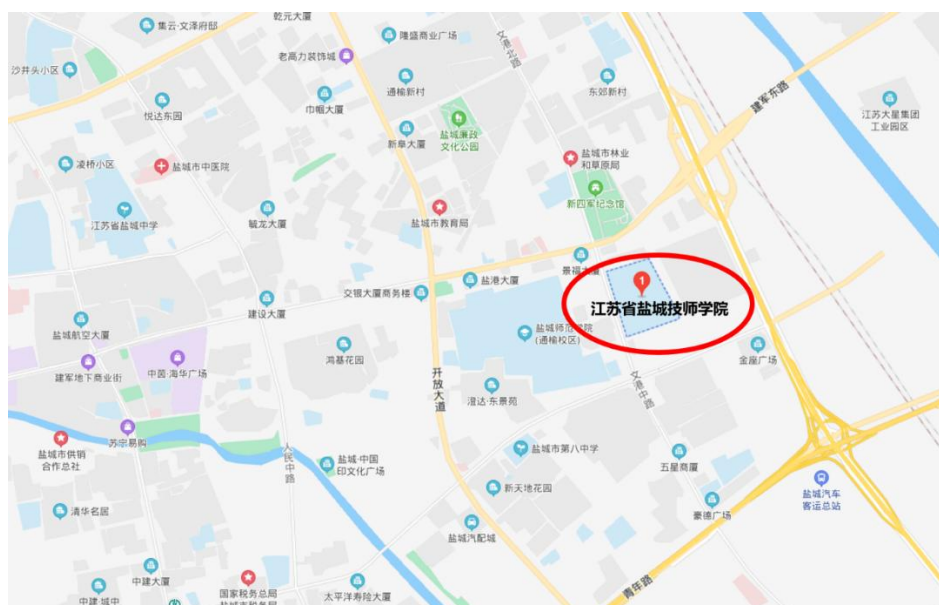 乾元大厦
集云·文泽府邸
隆盛商业广场
文港北路
老高力装饰城
沙井头小区
通榆新村
东郊新村
建军东路
悦达东园
巾帼大厦
江苏大星集团
工业园区
盐城廉政
文化公园
新阜大厦
凌桥小区
盐城市中医院
盐城市林业
和草原局
新四军纪念馆
江苏省盐城中学
毓龙大厦
盐城市教育局
景福大厦
盐港大厦
1
交银大厦商务楼
江苏省盐城技师学院
建设大厦
盐城师范学院
(通榆校区)
盐城航空大厦
鸿基花园
金座广场
建军地下商业街
中茵·海华广场
开放大道
文港中路
澄达·东景苑
苏宁易购
人民中路
盐城市供销
合作总社
盐城·中国
印文化广场
盐城市第八中学
五星商厦
新天地花园
盐城汽车
客运总站
清华名居
豪德广场
盐城汽配城
中建大厦
青年路
国家税务总局
盐城市税务局
太平洋寿险大厦
中建·城中